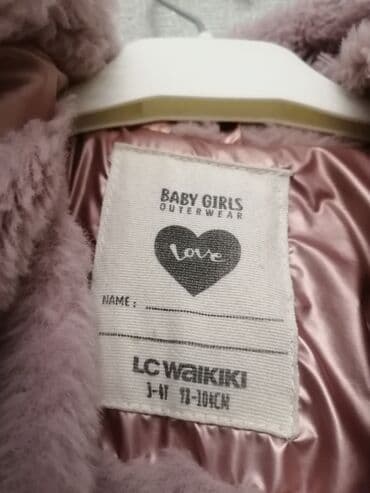 BABY GIRLS
OUTERWEAR
Love
NAME :
LC WAIKIKI
3-4Y 98-104CM